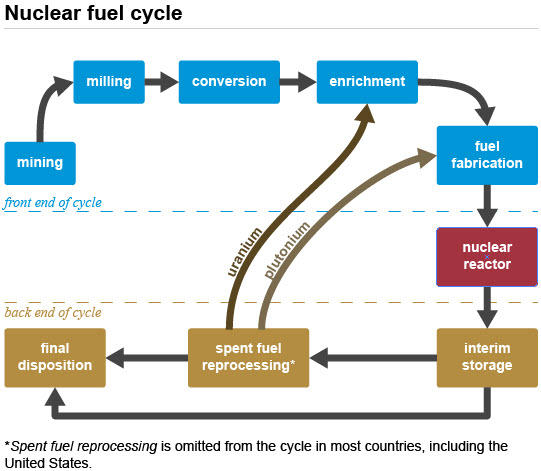 Nuclear fuel cycle
milling
conversion
enrichment
mining
fuel
fabrication
front end of cycle
uranium
plutonium
nuclear
reactor
back end of cycle
final
disposition
spent fuel
reprocessing*
interim
storage
*Spent fuel reprocessing is omitted from the cycle in most countries, including the
United States.